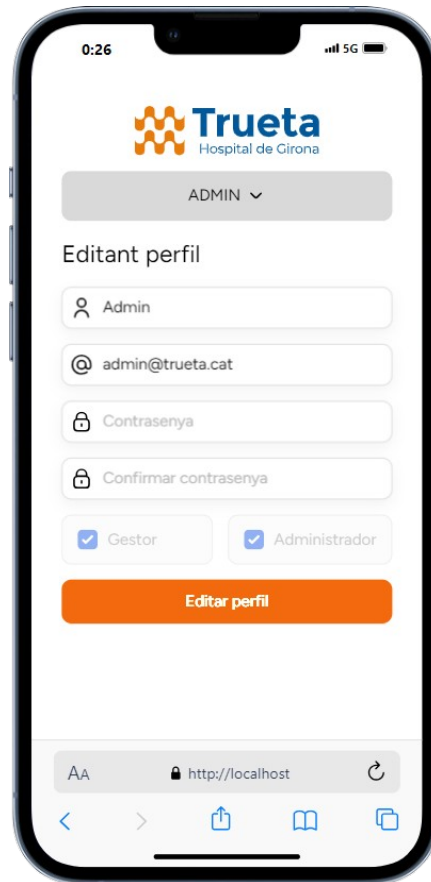 0:26
5G
Trueta
Hospital de Girona
ADMIN
Editant perfil
Admin
@ admin@trueta.cat
Contrasenya
Confirmar contrasenya
Gestor
Administrador
Editar perfil
AA
http://localhost